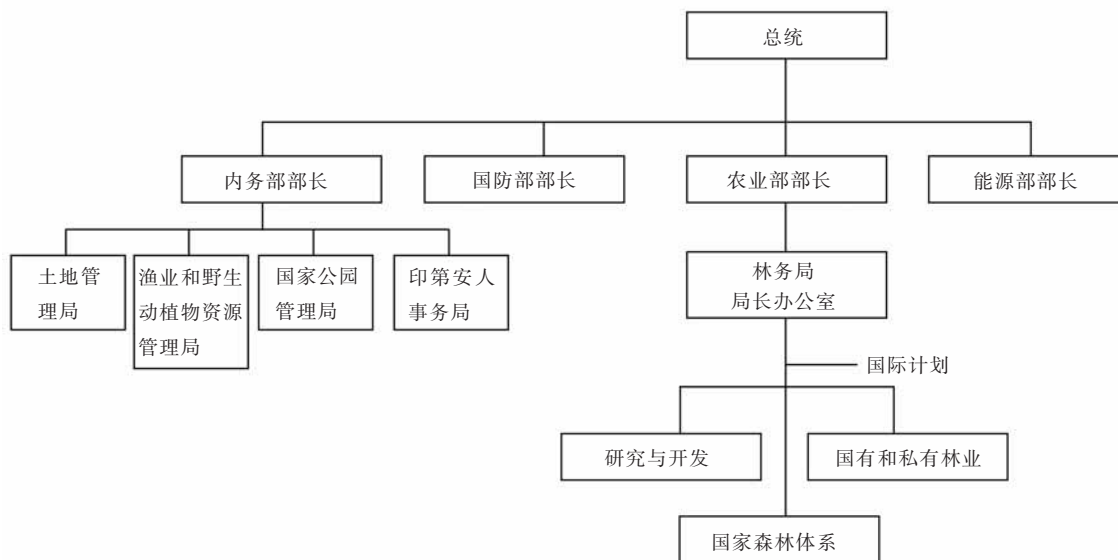 总统
内务部部长
国防部部长
农业部部长
能源部部长
土地管
理局
渔业和野生
动植物资源
管理局
国家公园
管理局
印第安人
事务局
林务局
局长办公室
国际计划
研究与开发
国有和私有林业
国家森林体系